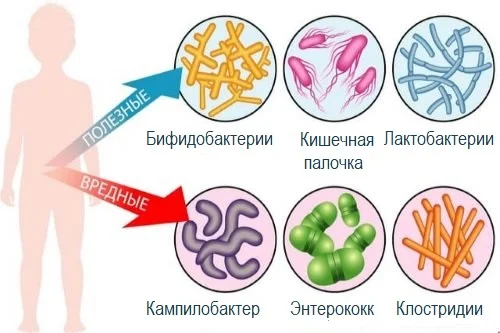 ПОЛЕЗНЫЕ
Бифидобактерии
Кишечная
палочка
Лактобактерии
ВРЕДНЫЕ
Кампилобактер
Энтерококк
Клостридии